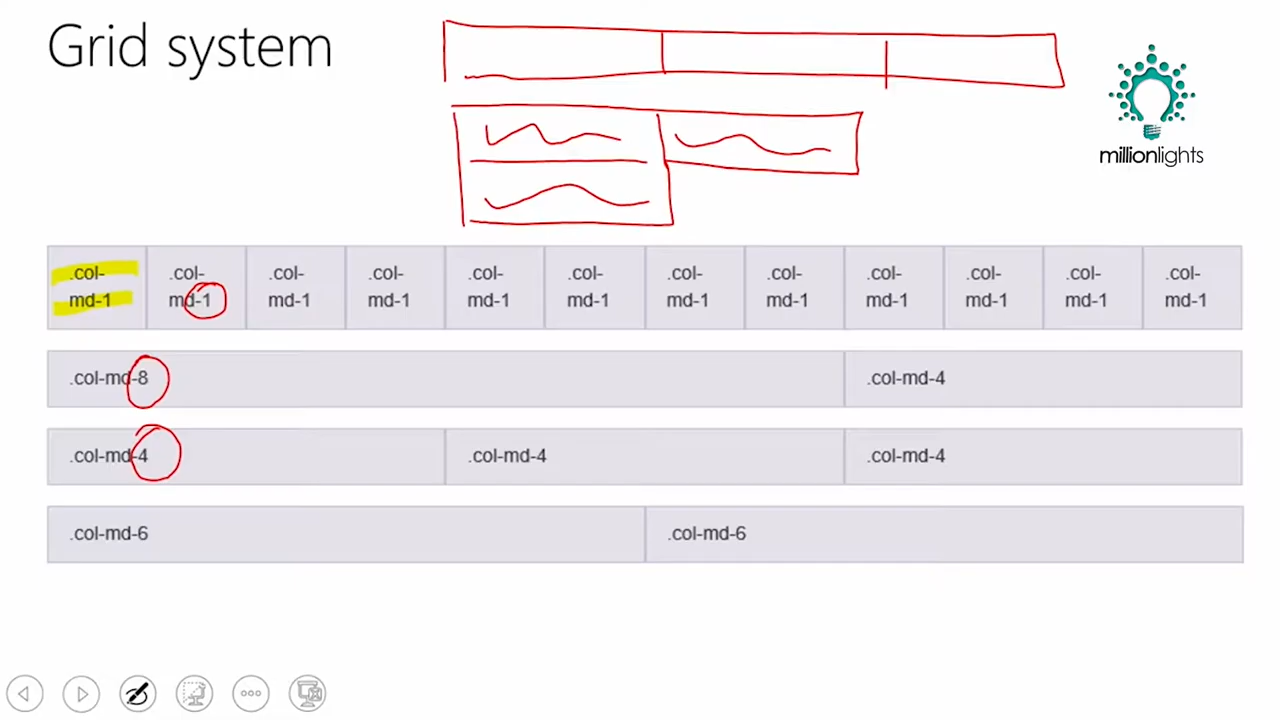 Grid system
millionlights
.col- .col- .col- .col- .col- .col- .col- .col- .col- .col- .col- .col-
md-1 md-1 md-1 md-1 md-1 md-1 md-1 md-1 md-1 md-1 md-1 md-1
.col-md-8 .col-md-4
.col-md-4 .col-md-4 .col-md-4
.col-md-6 .col-md-6